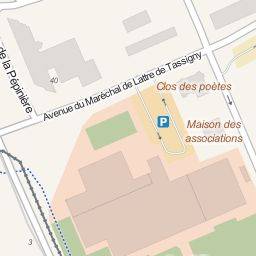 de la Pépinière
40
Avenue du Maréchal de Lattre de Tassigny
Clos des poètes
P
Maison des
associations
3